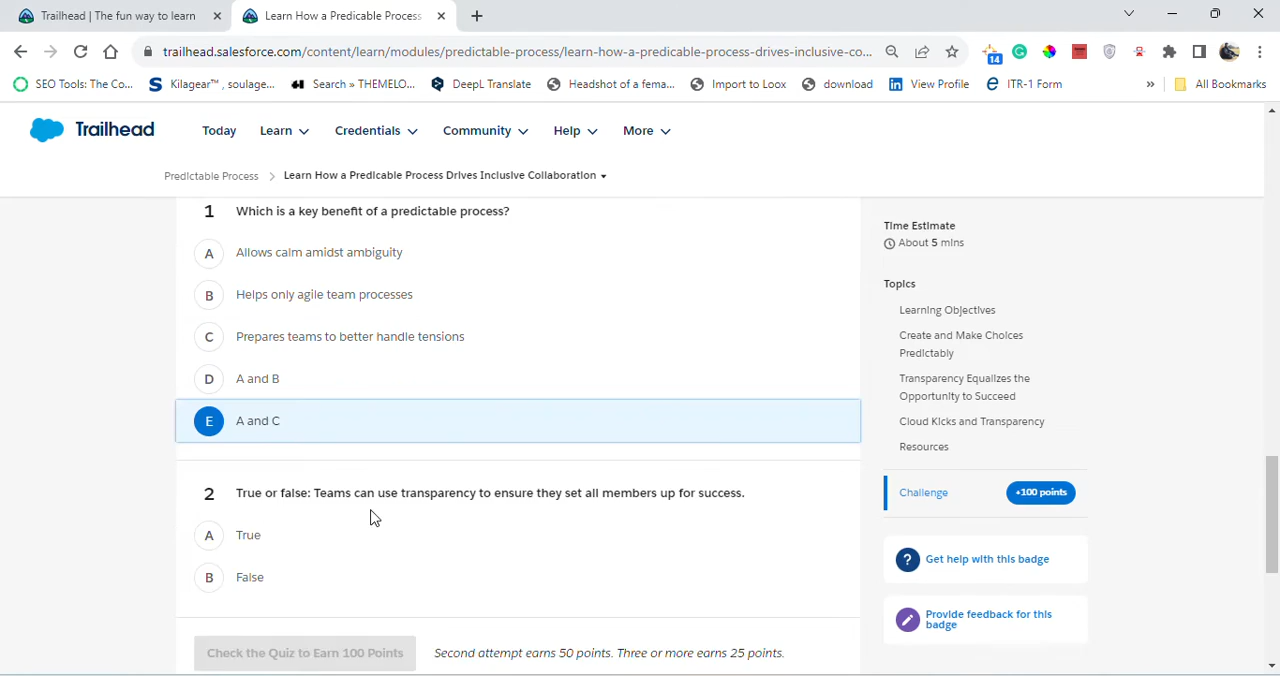 Trailhead | The fun way to learn
Learn How a Predicable Process
trailhead.salesforce.com/content/learn/modules/predictable-process/learn-how-a-predicable-process-drives-inclusive-co...
14
SEO Tools: The Co...
Kilagear™ , soulage...
Search » THEMELO...
DeepL Translate
Headshot of a fema...
Import to Loox
download
View Profile
ITR-1 Form
»
All Bookmarks
Trailhead
Today
Learn
Credentials
Community
Help
More
Predictable Process
Learn How a Predicable Process Drives Inclusive Collaboration
1 Which is a key benefit of a predictable process?
A Allows calm amidst ambiguity
B Helps only agile team processes
C Prepares teams to better handle tensions
D A and B
E A and C
2 True or false: Teams can use transparency to ensure they set all members up for success.
A True
B False
Check the Quiz to Earn 100 Points
Second attempt earns 50 points. Three or more earns 25 points.
Time Estimate
About 5 mins
Topics
Learning Objectives
Create and Make Choices
Predictably
Transparency Equalizes the
Opportunity to Succeed
Cloud Kicks and Transparency
Resources
Challenge
+100 points
? Get help with this badge
Provide feedback for this
badge